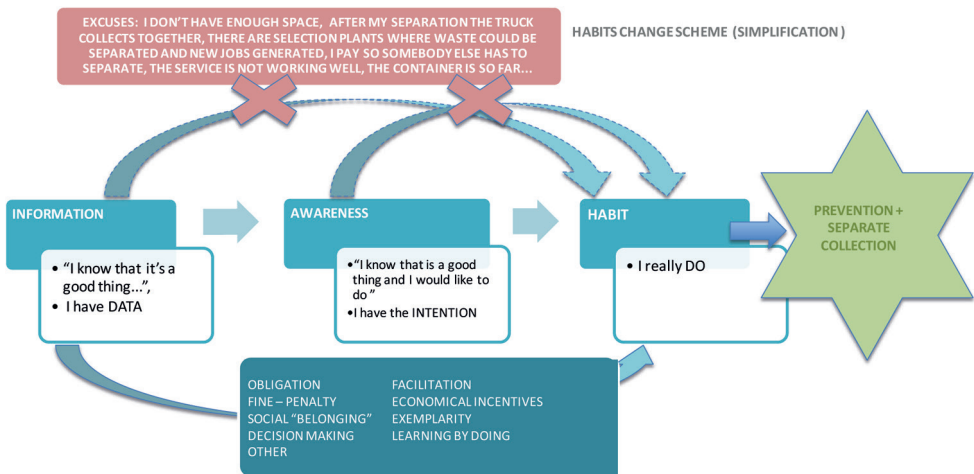 EXCUSES: I DON'T HAVE ENOUGH SPACE, AFTER MY SEPARATION THE TRUCK
COLLECTS TOGETHER, THERE ARE SELECTION PLANTS WHERE WASTE COULD BE
SEPARATED AND NEW JOBS GENERATED, I PAY SO SOMEBODY ELSE HAS TO
SEPARATE, THE SERVICE IS NOT WORKING WELL, THE CONTAINER IS SO FAR...
HABITS CHANGE SCHEME (SIMPLIFICATION )
INFORMATION
• "I know that it's a
good thing...",
• I have DATA
AWARENESS
•"I know that is a good
thing and I would like to
do "
•I have the INTENTION
HABIT
• I really DO
PREVENTION +
SEPARATE
COLLECTION
OBLIGATION
FINE – PENALTY
SOCIAL "BELONGING"
DECISION MAKING
OTHER
FACILITATION
ECONOMICAL INCENTIVES
EXEMPLARITY
LEARNING BY DOING